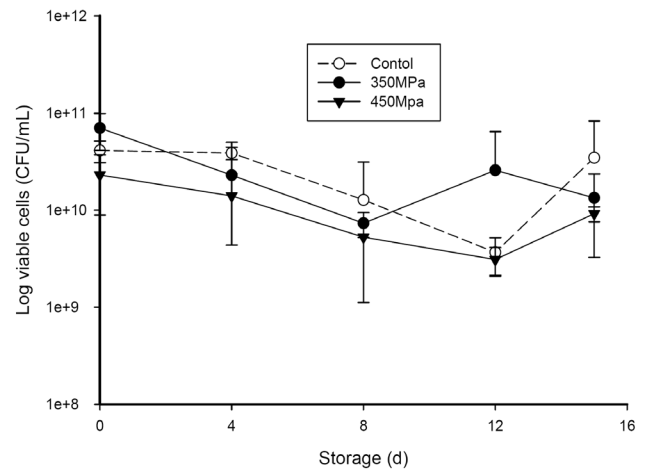 1e+12
1e+11
1e+10
1e+9
1e+8
Log viable cells (CFU/mL)
Contol
350MPa
450Mpa
0 4 8 12 16
Storage (d)